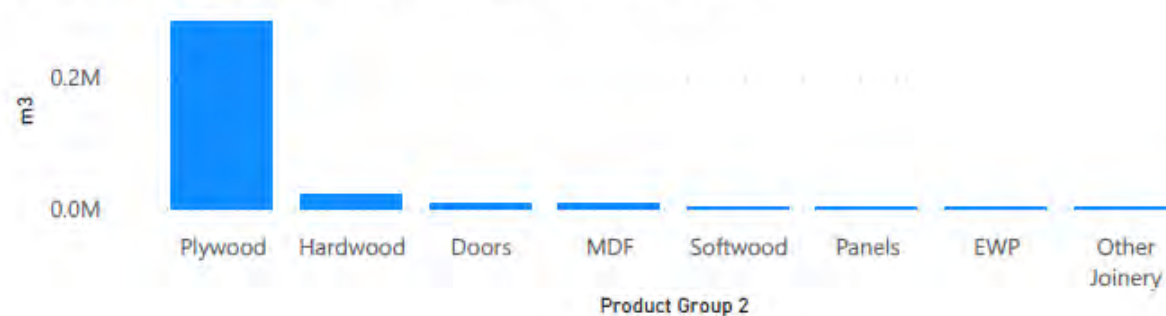 0.2M
m3
0.0M
Plywood Hardwood Doors MDF Softwood Panels EWP Other
Joinery
Product Group 2